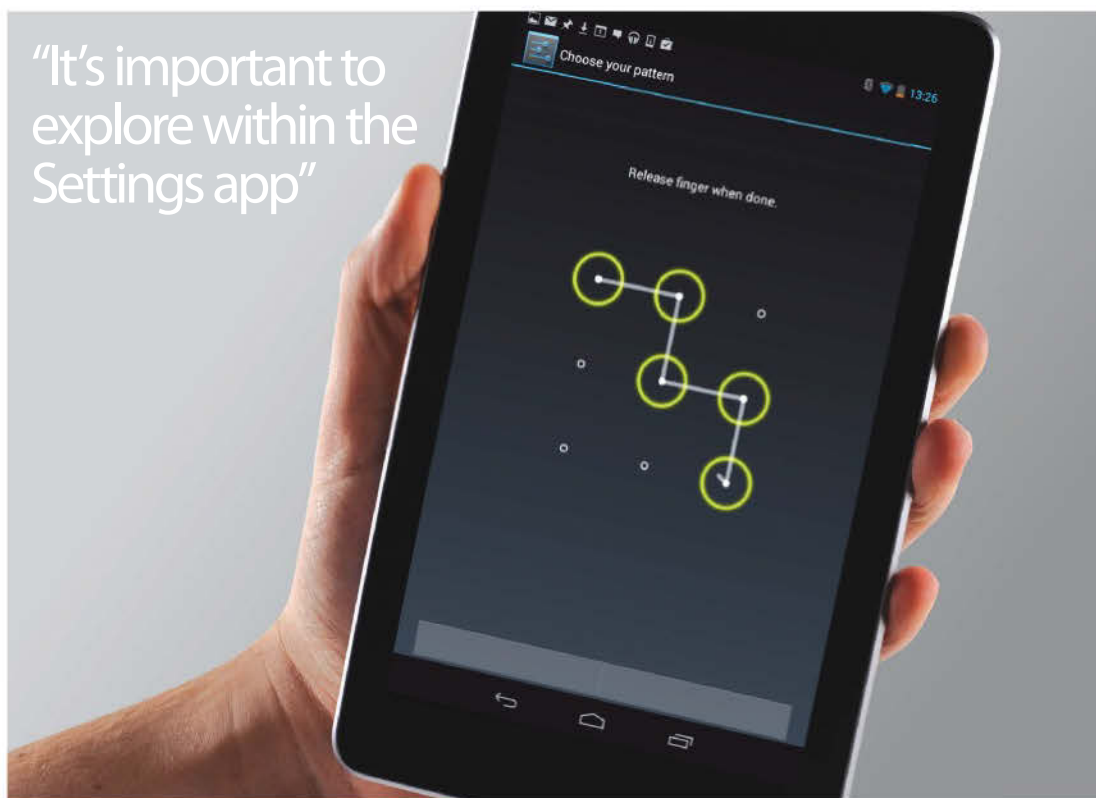 “It’s important to
explore within the
Settings app”
Choose your pattern
13:26
Release finger when done.